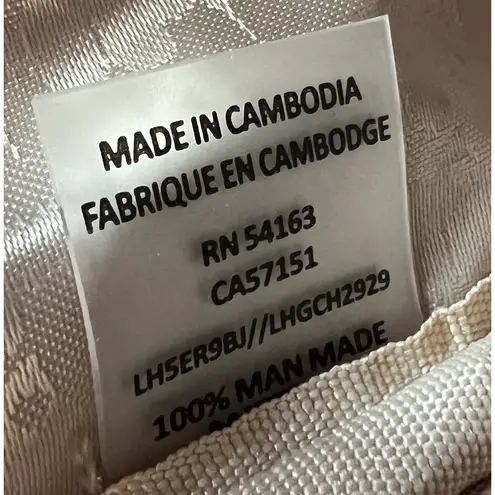 MADE IN CAMBODIA
FABRIQUE EN CAMBODGE
RN 54163
CA57151
LH5ER9BJ//LHGCH2929
100% MAN MADE